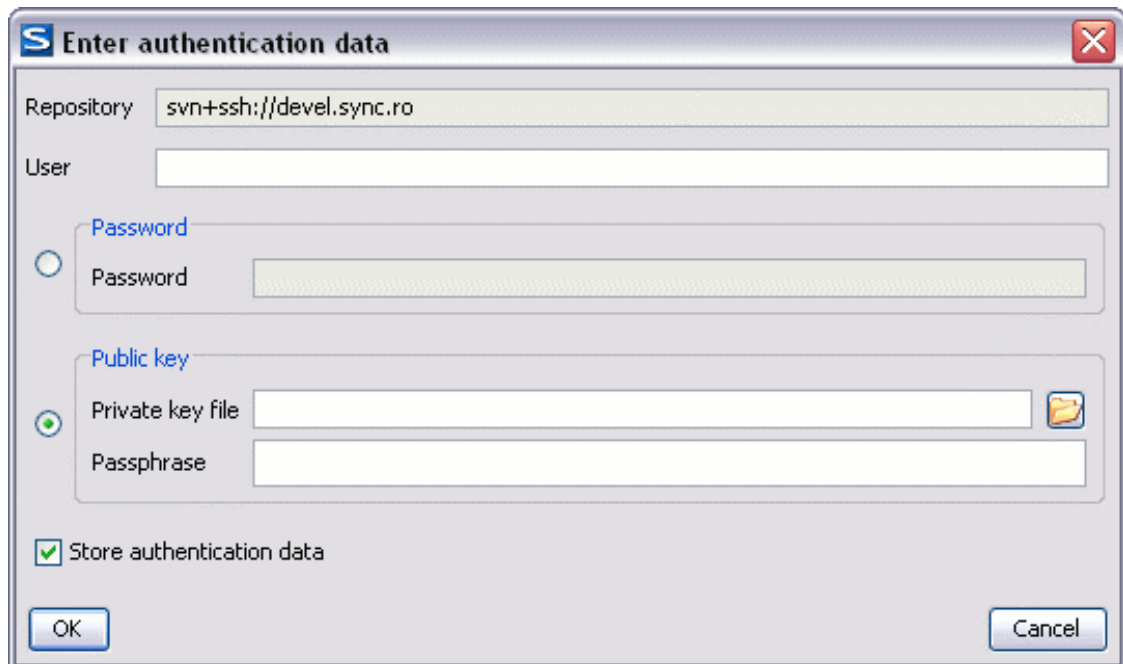 S Enter authentication data
Repository svn+ssh://devel.sync.ro
User
Password
Password
Public key
Private key file
Passphrase
Store authentication data
OK Cancel